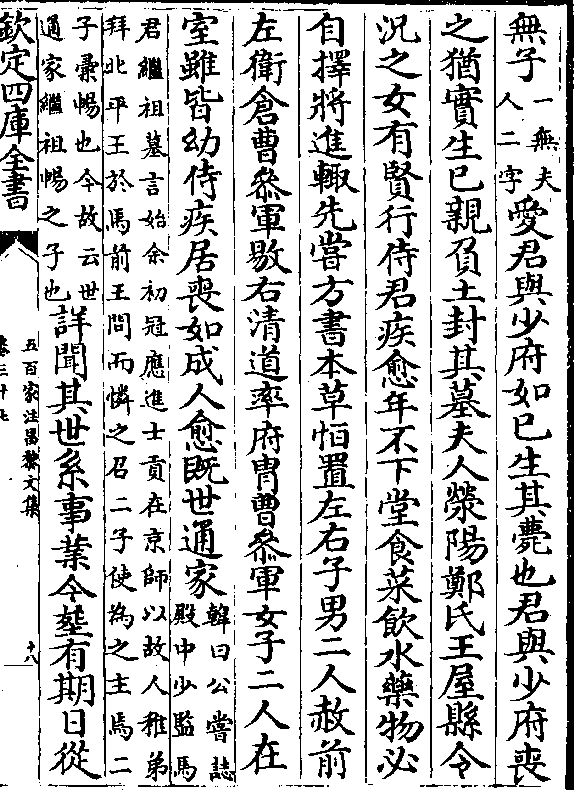 無子一無夫人二字愛君與少府如已生其薨也君與少府喪
之猶實生已親負土封其墓夫人滎陽鄭氏王屋縣令
況之女有賢行侍君疾愈年不下堂食菜飲水藥物必
自擇將進輙先嘗方書本草恒置左右子男二人赦前
左衛倉曹叅軍敭右清道率府胄曹叅軍女子二人在
室雖皆幼侍疾居喪如成人愈既世通家韓曰公嘗誌殿中少監馬
君繼祖墓言始余初冠應進士貢在京師以故人稚弟
拜北平王於馬前王問而憐之召二子使為之主焉二
子彚暢也今故云世
通家繼祖暢之子也詳聞其世系事業今葬有期日從
欽定四庫全書
五百家注昌黎文集
卷三十七
十八